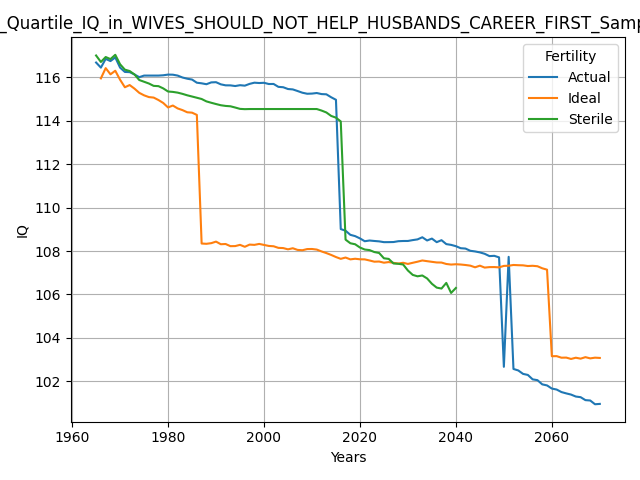 _Quartile_IQ_in_WIVES_SHOULD_NOT_HELP_HUSBANDS_CAREER_FIRST_Samp
Fertility
Actual
Ideal
Sterile
IQ
116
114
112
110
108
106
104
102
1960 1980 2000 2020 2040 2060
Years